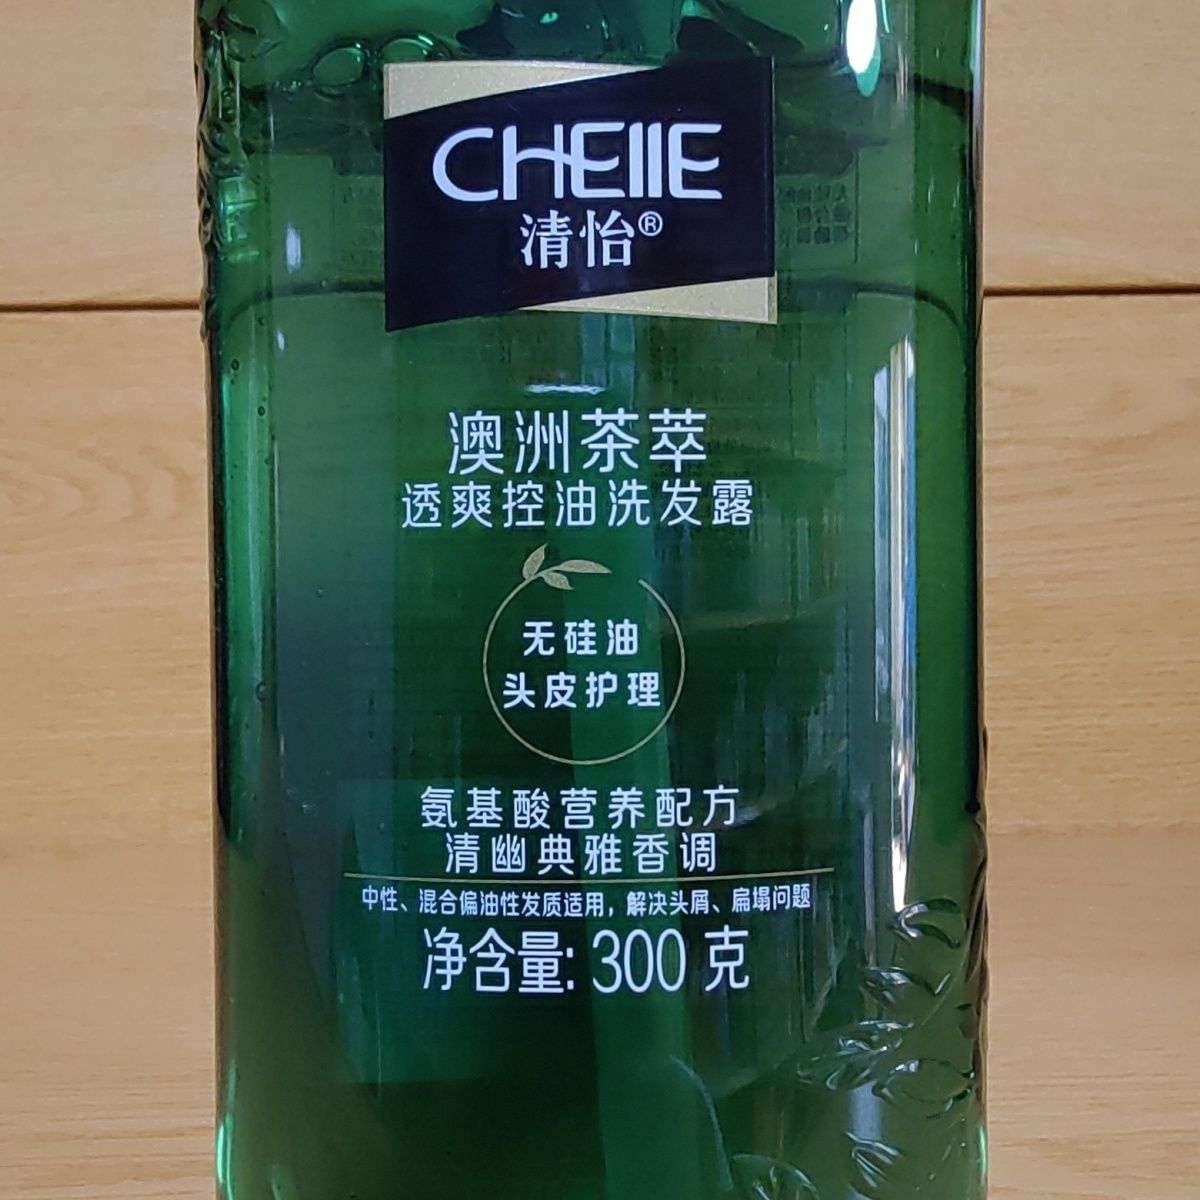 CHEIIE
清怡®
澳洲茶萃
透爽控油洗发露
无硅油
头皮护理
氨基酸营养配方
清幽典雅香调
中性、混合偏油性发质适用，解决头屑、扁塌问题
净含量: 300 克